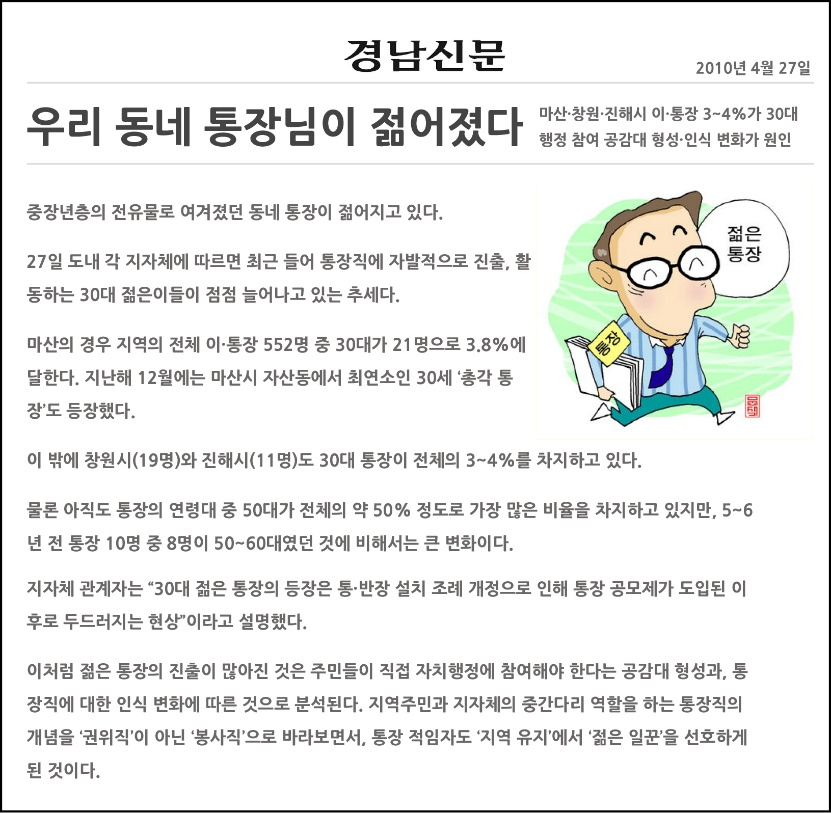 경남신문
2010년 4월 27일
우리 동네 통장님이 젊어졌다
마산·창원·진해시 이·통장 3~4%가 30대
행정 참여 공감대 형성·인식 변화가 원인
중장년층의 전유물로 여겨졌던 동네 통장이 젊어지고 있다.
27일 도내 각 지자체에 따르면 최근 들어 통장직에 자발적으로 진출, 활
동하는 30대 젊은이들이 점점 늘어나고 있는 추세다.
마산의 경우 지역의 전체 이·통장 552명 중 30대가 21명으로 3.8%에
달한다. 지난해 12월에는 마산시 자산동에서 최연소인 30세 ‘총각 통
장’도 등장했다.
젊은
통장
통장
이 밖에 창원시(19명)와 진해시(11명)도 30대 통장이 전체의 3~4%를 차지하고 있다.
물론 아직도 통장의 연령대 중 50대가 전체의 약 50% 정도로 가장 많은 비율을 차지하고 있지만, 5~6
년 전 통장 10명 중 8명이 50~60대였던 것에 비해서는 큰 변화이다.
지자체 관계자는 “30대 젊은 통장의 등장은 통·반장 설치 조례 개정으로 인해 통장 공모제가 도입된 이
후로 두드러지는 현상”이라고 설명했다.
이처럼 젊은 통장의 진출이 많아진 것은 주민들이 직접 자치행정에 참여해야 한다는 공감대 형성과, 통
장직에 대한 인식 변화에 따른 것으로 분석된다. 지역주민과 지자체의 중간다리 역할을 하는 통장직의
개념을 ‘권위직’이 아닌 ‘봉사직’으로 바라보면서, 통장 적임자도 ‘지역 유지’에서 ‘젊은 일꾼’을 선호하게
된 것이다.